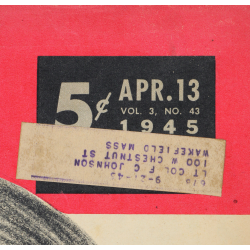 5¢
APR.13
VOL. 3, NO. 43
1945
LT COL F C JOHNSON
100 W CHESTNUT ST
WAKEFIELD MASS